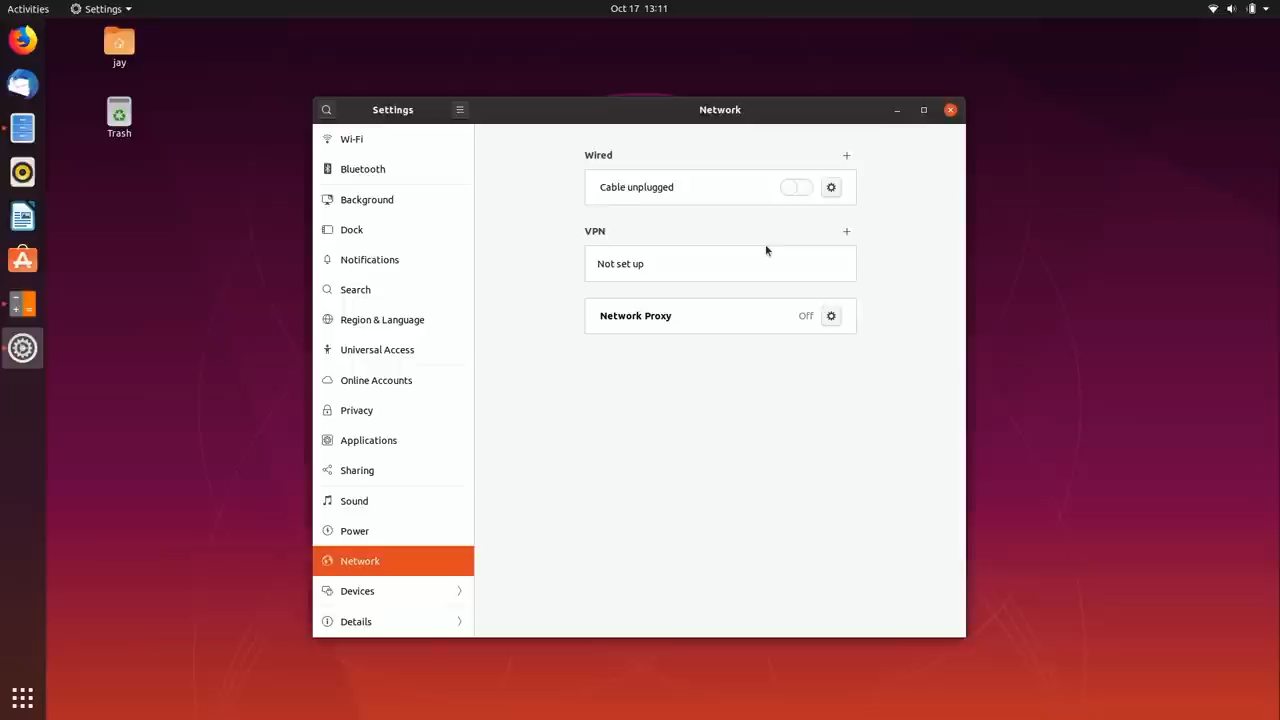 Activities
Settings
Oct 17 13:11
jay
Trash
Settings
Network
Wi-Fi
Bluetooth
Background
Dock
Notifications
Search
Region & Language
Universal Access
Online Accounts
Privacy
Applications
Sharing
Sound
Power
Network
Devices
Details
Wired
Cable unplugged
VPN
Not set up
Network Proxy
Off